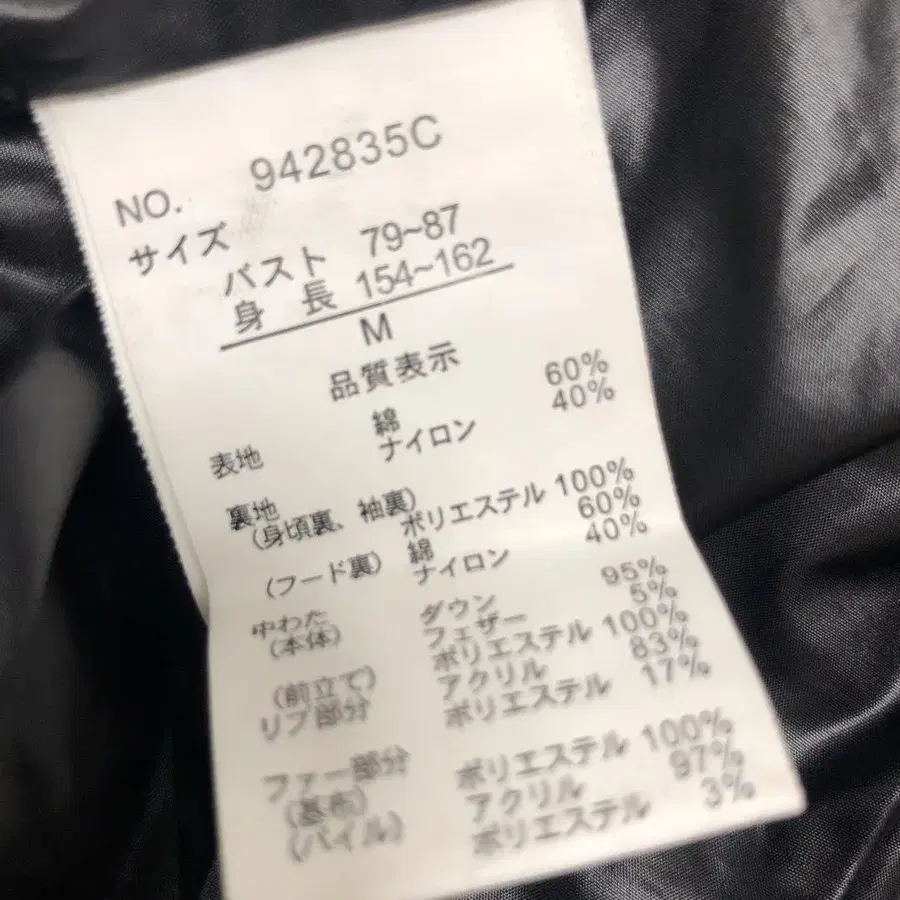 NO. 942835C
サイズ
バスト 79~87
身長 154~162
M
品質表示
表地 綿 60%
ナイロン 40%
裏地
(身頃裏、袖裏) ポリエステル 100%
(フード裏) 綿 60%
ナイロン 40%
中わた
(本体) ダウン 95%
フェザー 5%
(前立て) ポリエステル 100%
リブ部分 アクリル 83%
ポリエステル 17%
ファー部分
(基布) ポリエステル 100%
(パイル) アクリル 97%
ポリエステル 3%